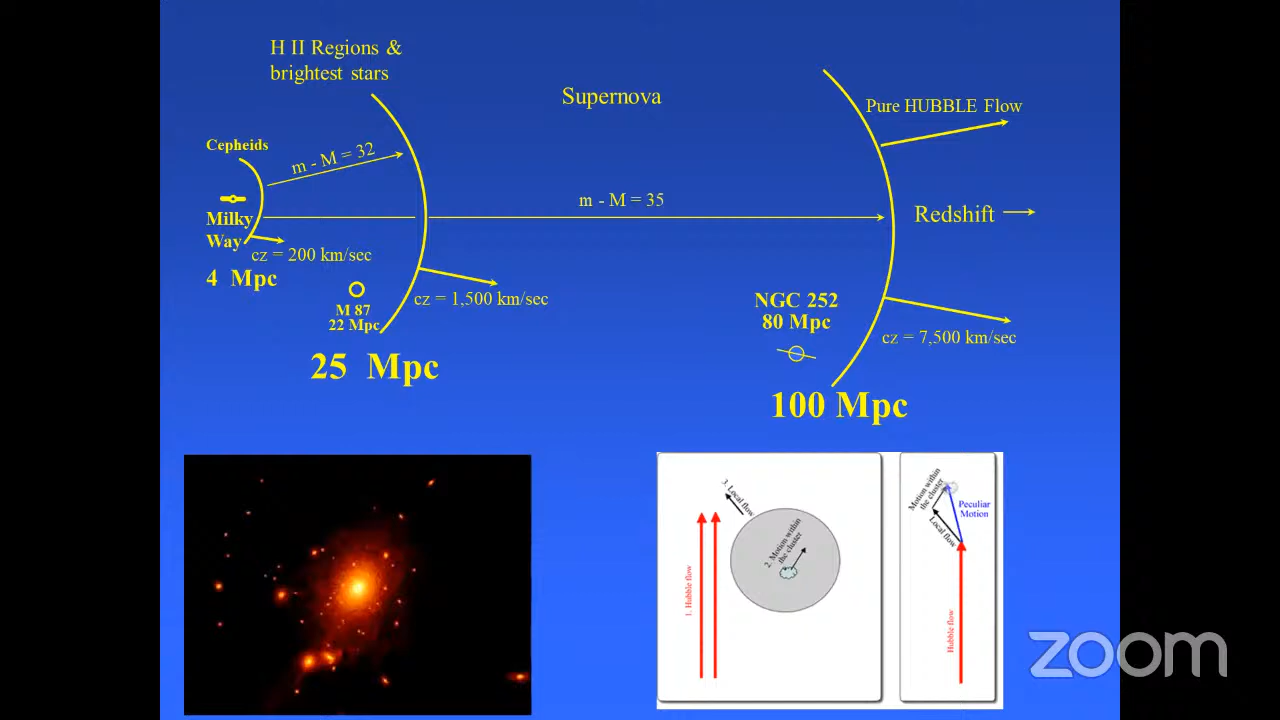 H II Regions &
brightest stars
Supernova
Pure HUBBLE Flow
Cepheids
m - M = 32
m - M = 35
Milky
Way
Redshift
cz = 200 km/sec
4 Mpc
M 87
22 Mpc
cz = 1,500 km/sec
NGC 252
80 Mpc
cz = 7,500 km/sec
25 Mpc
100 Mpc
3. Local flow
2. Motion within
the cluster
1. Hubble flow
Motion within
the cluster
Peculiar
Motion
Local flow
Hubble flow
zoom